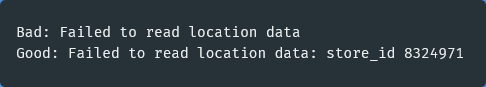 Bad: Failed to read location data
Good: Failed to read location data: store_id 8324971